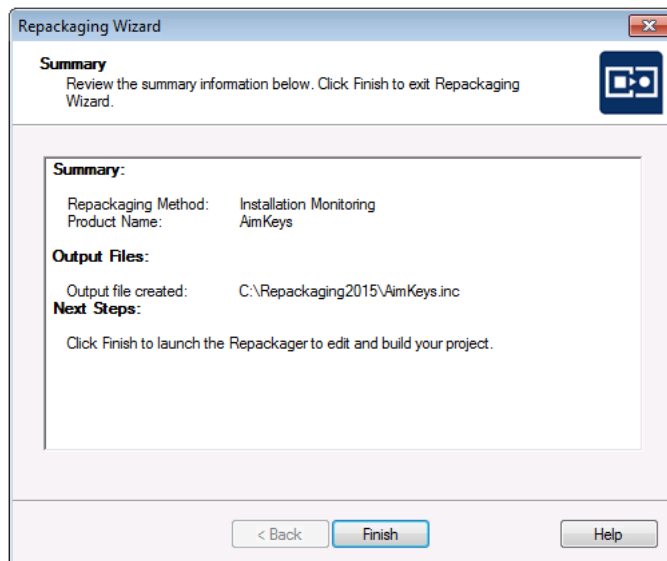 Repackaging Wizard
Summary
Review the summary information below. Click Finish to exit Repackaging
Wizard.
Summary:
Repackaging Method: Installation Monitoring
Product Name: AimKeys
Output Files:
Output file created: C:\Repackaging2015\AimKeys.inc
Next Steps:
Click Finish to launch the Repackager to edit and build your project.
< Back Finish Help